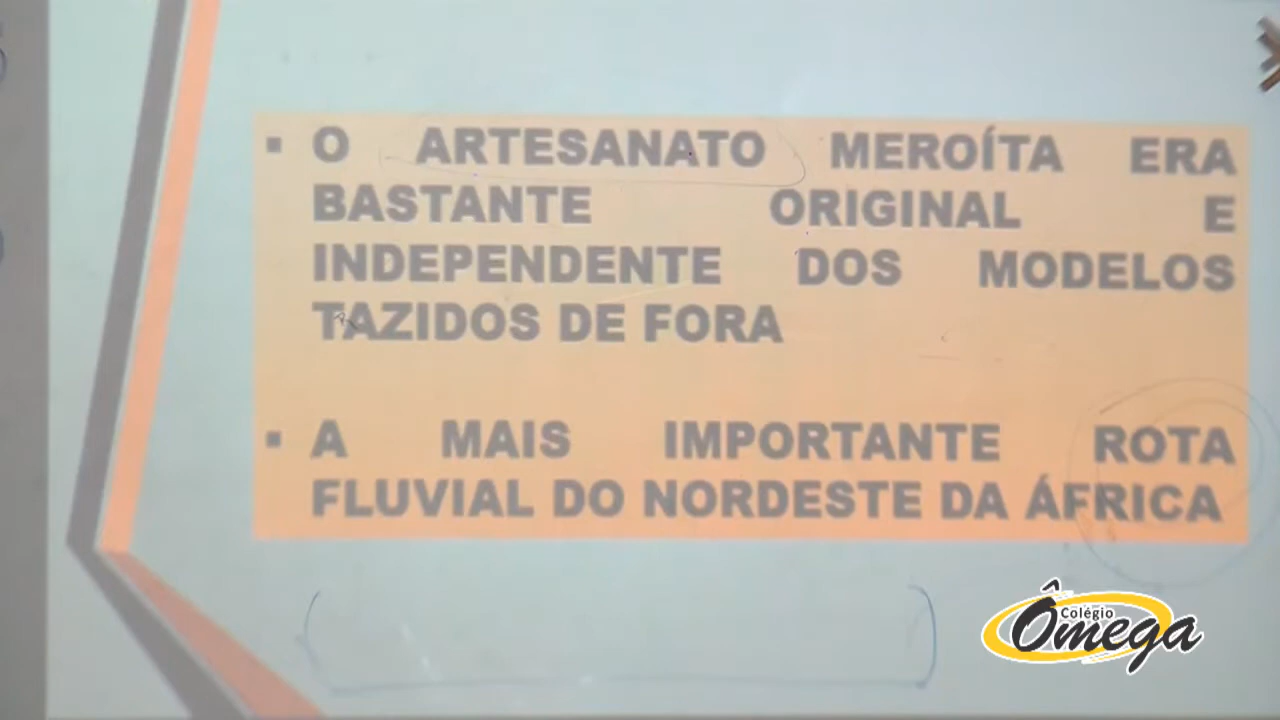 ▪ O ARTESANATO MEROÍTA ERA
BASTANTE ORIGINAL E
INDEPENDENTE DOS MODELOS
TAZIDOS DE FORA
▪ A MAIS IMPORTANTE ROTA
FLUVIAL DO NORDESTE DA ÁFRICA
Colégio
Ômega